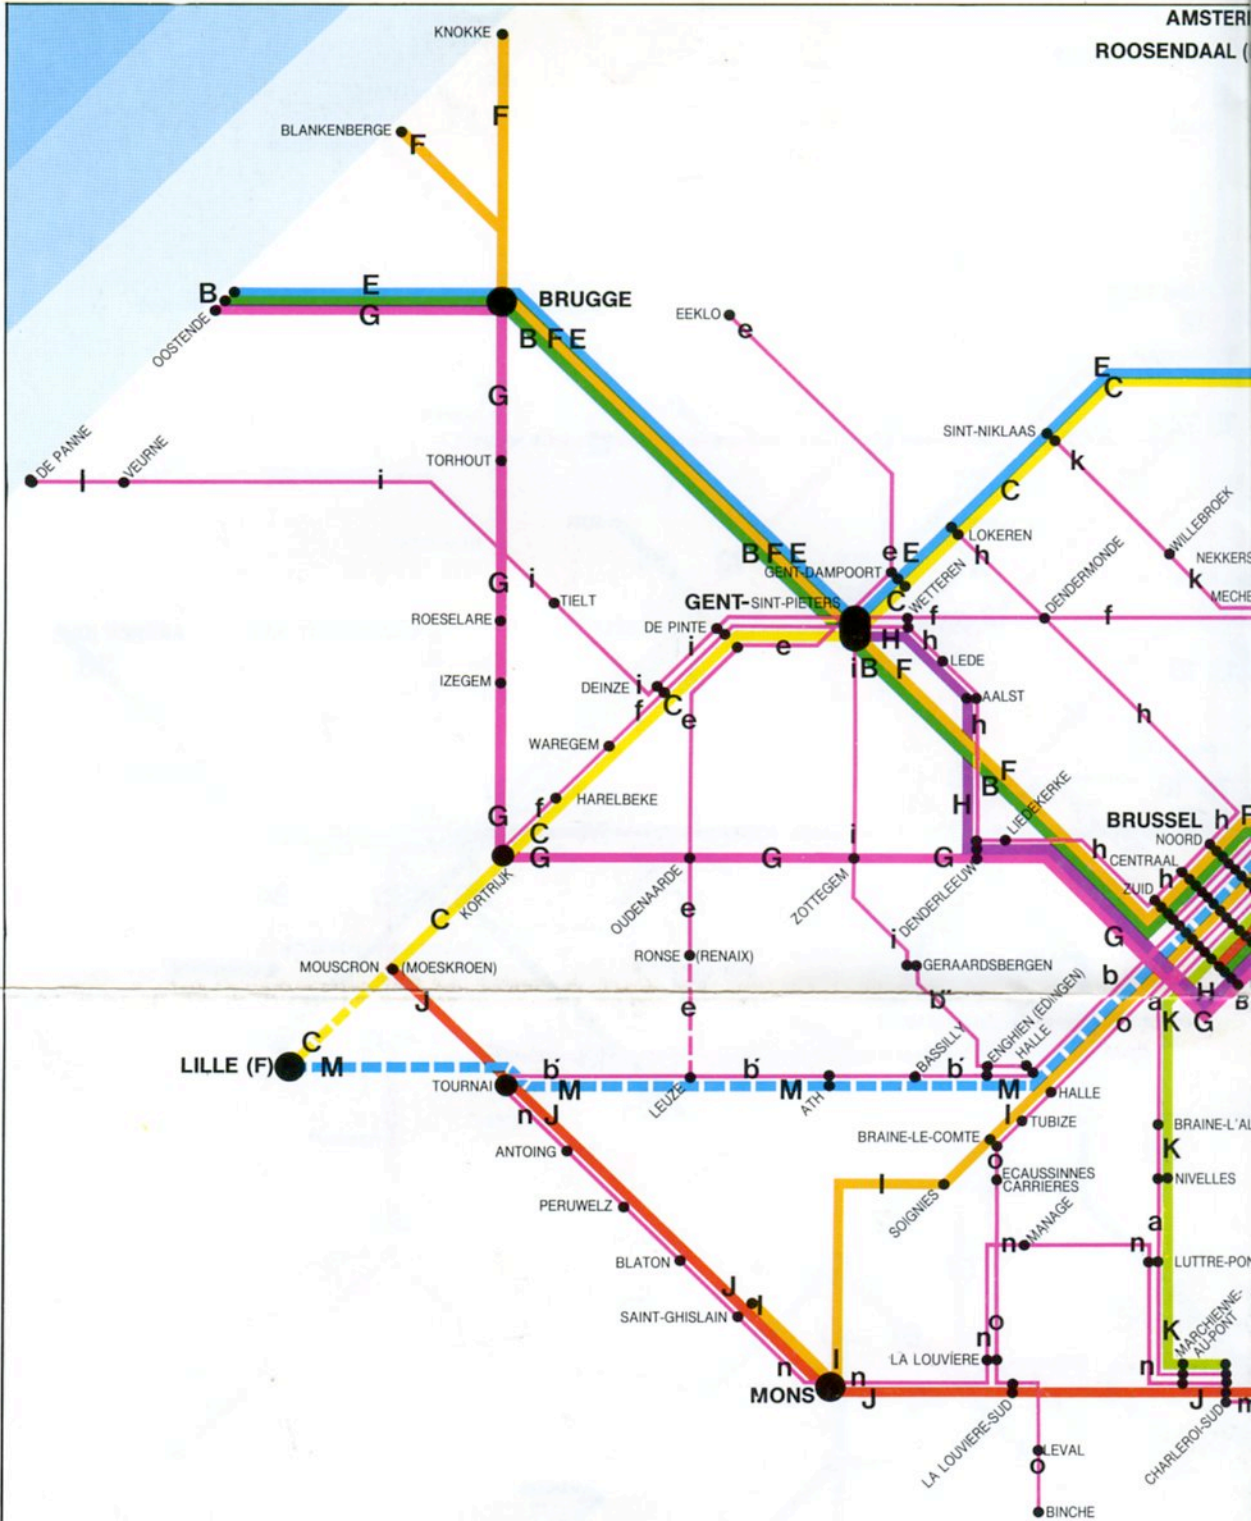 AMSTER
ROOSENDAAL (
KNOKKE
F
BLANKENBERGE
F
B
E
BRUGGE
G
OOSTENDE
B F E
EEKLO
e
E
C
G
SINT-NIKLAAS
DE PANNE
VEURNE
TORHOUT
k
l
i
C
WILLEBROEK
LOKEREN
B F E
e
E
h
DENDERMONDE
NEKKERS
GENT-DAMPOORT
WETTEREN
k
G
i
TIELT
C
MECHE
GENT-SINT-PIETERS
f
f
ROESELARE
DE PINTE
i
e
H
h
LEDE
IZEGEM
DEINZE
i
i
B
F
AALST
f
C
e
h
h
WAREGEM
F
B
HARELBEKE
f
H
LIEDEKERKE
G
C
i
BRUSSEL
h
F
NOORD
G
G
G
h
CENTRAAL
h
ZUID
KORTRIJK
OUDENAARDE
ZOTTEGEM
DENDERLEEUW
C
e
i
G
MOUSCRON
(MOESKROEN)
RONSE
(RENAIX)
GERAARDSBERGEN
b
J
e
b"
ENGHIEN (EDINGEN)
a
H
a
K
o
G
C
BASSILLY
HALLE
LILLE (F)
M
b'
b'
b'
TOURNAI
M
LEUZE
M
ATH
M
HALLE
n
J
l
TUBIZE
BRAINE-L'AL
BRAINE-LE-COMTE
K
ANTOING
o
ECAUSSINNES
CARRIERES
NIVELLES
I
SOIGNIES
PERUWELZ
MANAGE
a
n
n
BLATON
LUTTRE-PON
J
I
SAINT-GHISLAIN
o
K
MARCHIENNE-
AU-PONT
n
LA LOUVIERE
n
I
n
n
MONS
J
J
m
LA LOUVIERE-SUD
CHARLEROI-SUD
LEVAL
o
BINCHE